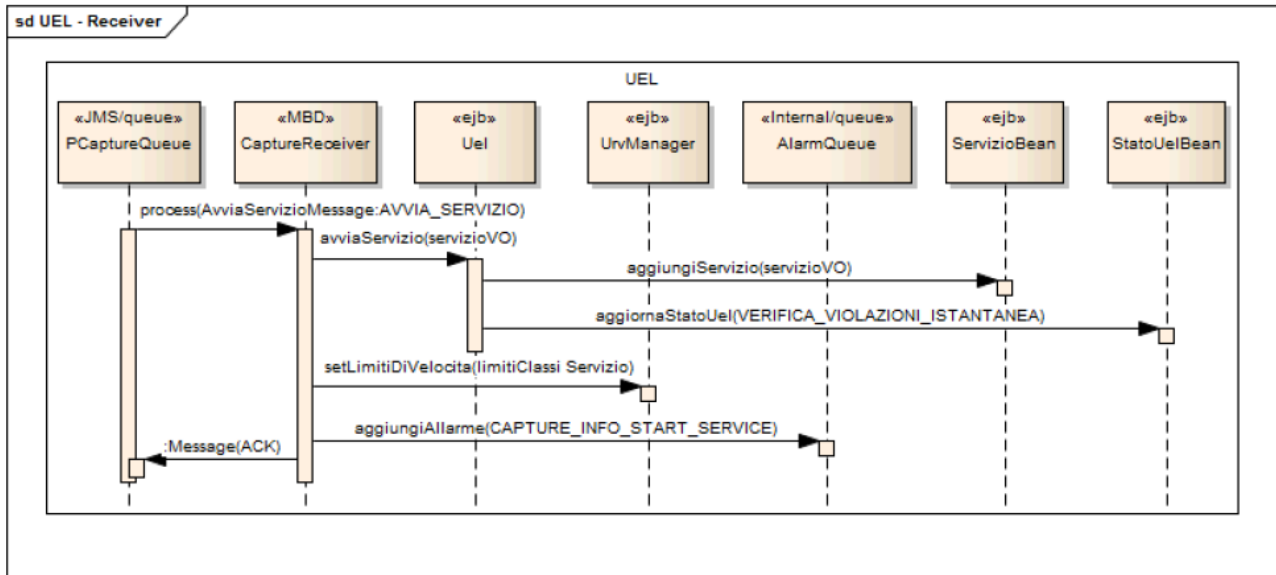 sd UEL - Receiver
UEL
«JMS/queue» «MBD» «ejb» «ejb» «Internal/queue» «ejb» «ejb»
PCaptureQueue CaptureReceiver Uel UrvManager AlarmQueue ServizioBean StatoUelBean
process(AvviaServizioMessage:AVVIA_SERVIZIO)
avviaServizio(servizioVO)
aggiungiServizio(servizioVO)
aggiornaStatoUel(VERIFICA_VIOLAZIONI_ISTANTANEA)
setLimitiDiVelocita(limitiClassi Servizio)
aggiungiAllarme(CAPTURE_INFO_START_SERVICE)
:Message(ACK)